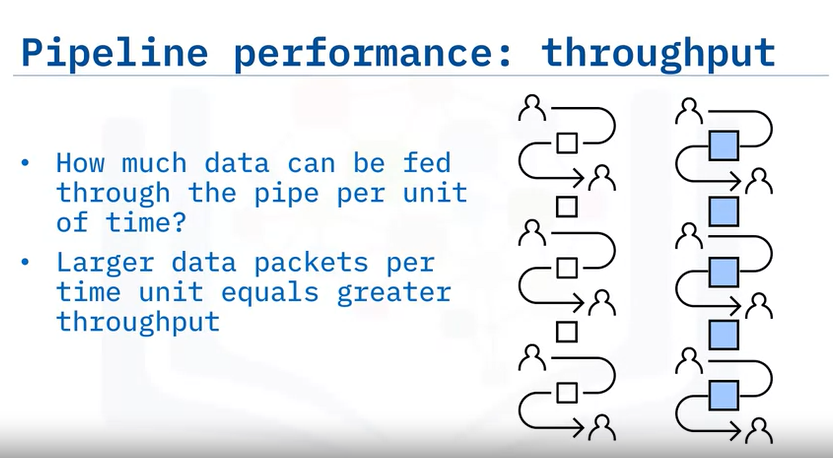 Pipeline performance: throughput
• How much data can be fed
through the pipe per unit
of time?
• Larger data packets per
time unit equals greater
throughput